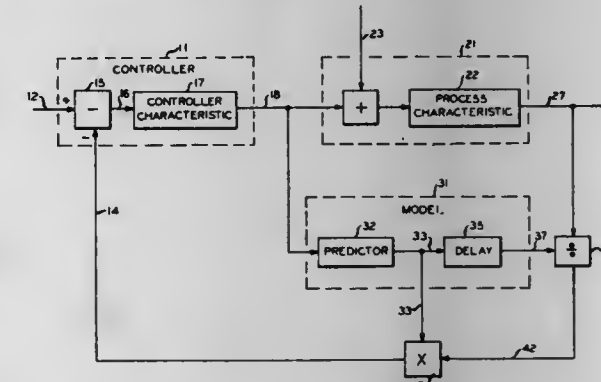 23
11
CONTROLLER
21
12
+
15
-
16
17
CONTROLLER
CHARACTERISTIC
18
+
22
PROCESS
CHARACTERISTIC
27
-
14
31
MODEL
32
PREDICTOR
33
35
DELAY
37
÷
33
X
42